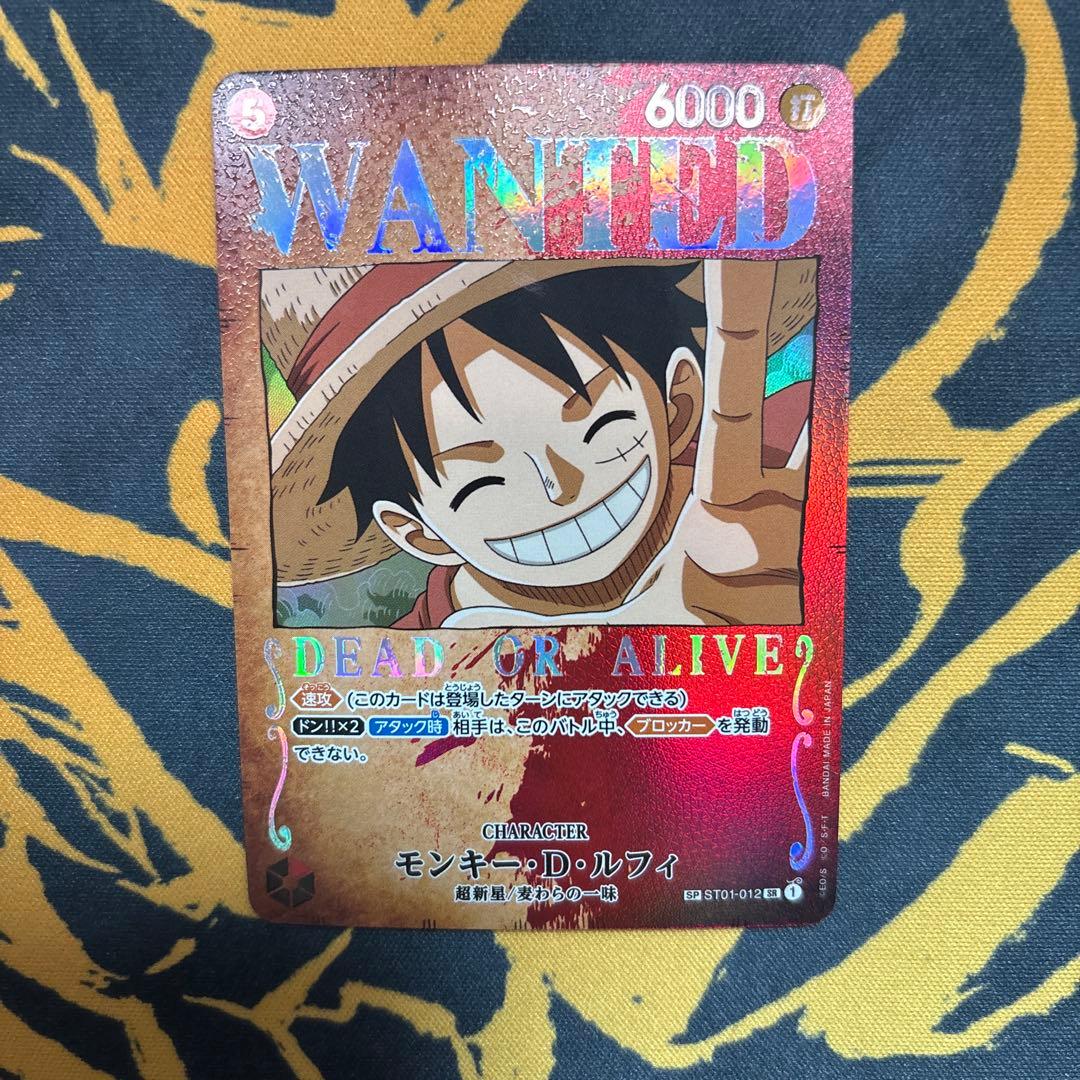 5 6000 打
WANTED
DEAD OR ALIVE
速攻 (このカードは登場したターンにアタックできる)
ドン!!×2 アタック時 相手は、このバトル中、ブロッカーを発動
できない。
CHARACTER
モンキー・D・ルフィ
超新星/麦わらの一味
SP ST01-012 SR 1
©E.O./S. ©O.,S,F,T BANDAI MADE IN JAPAN